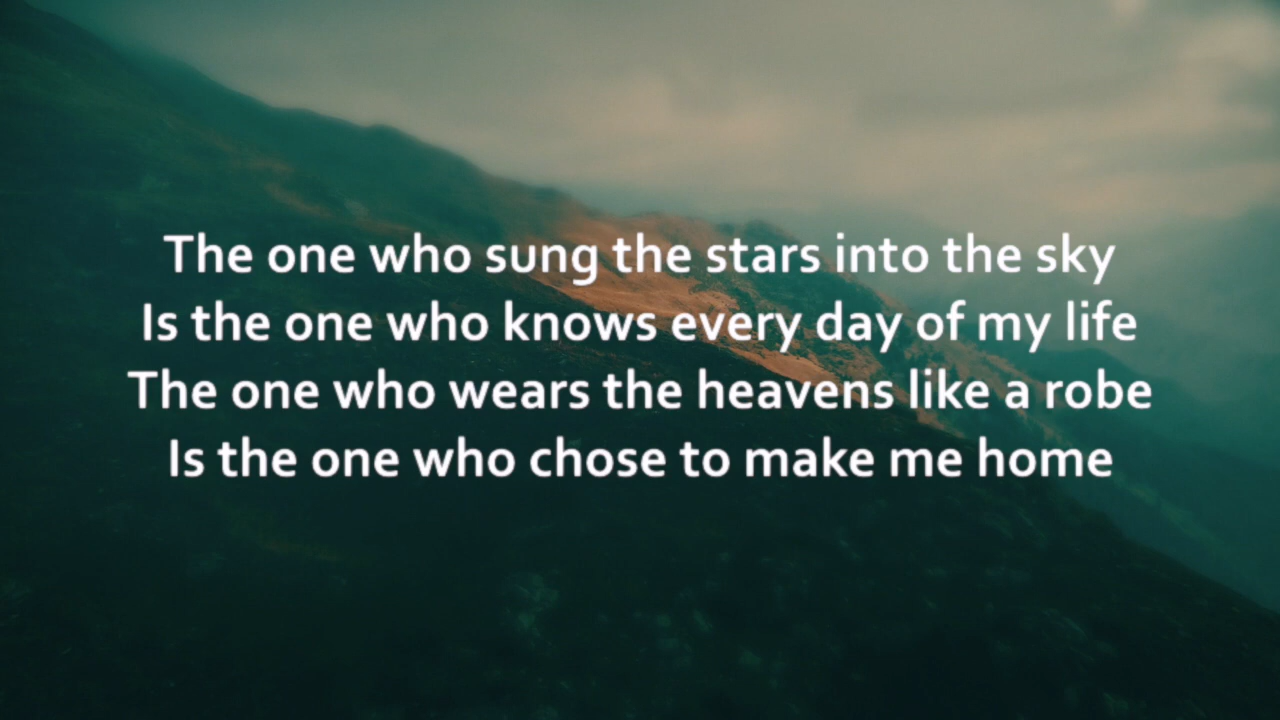 The one who sung the stars into the sky
Is the one who knows every day of my life
The one who wears the heavens like a robe
Is the one who chose to make me home